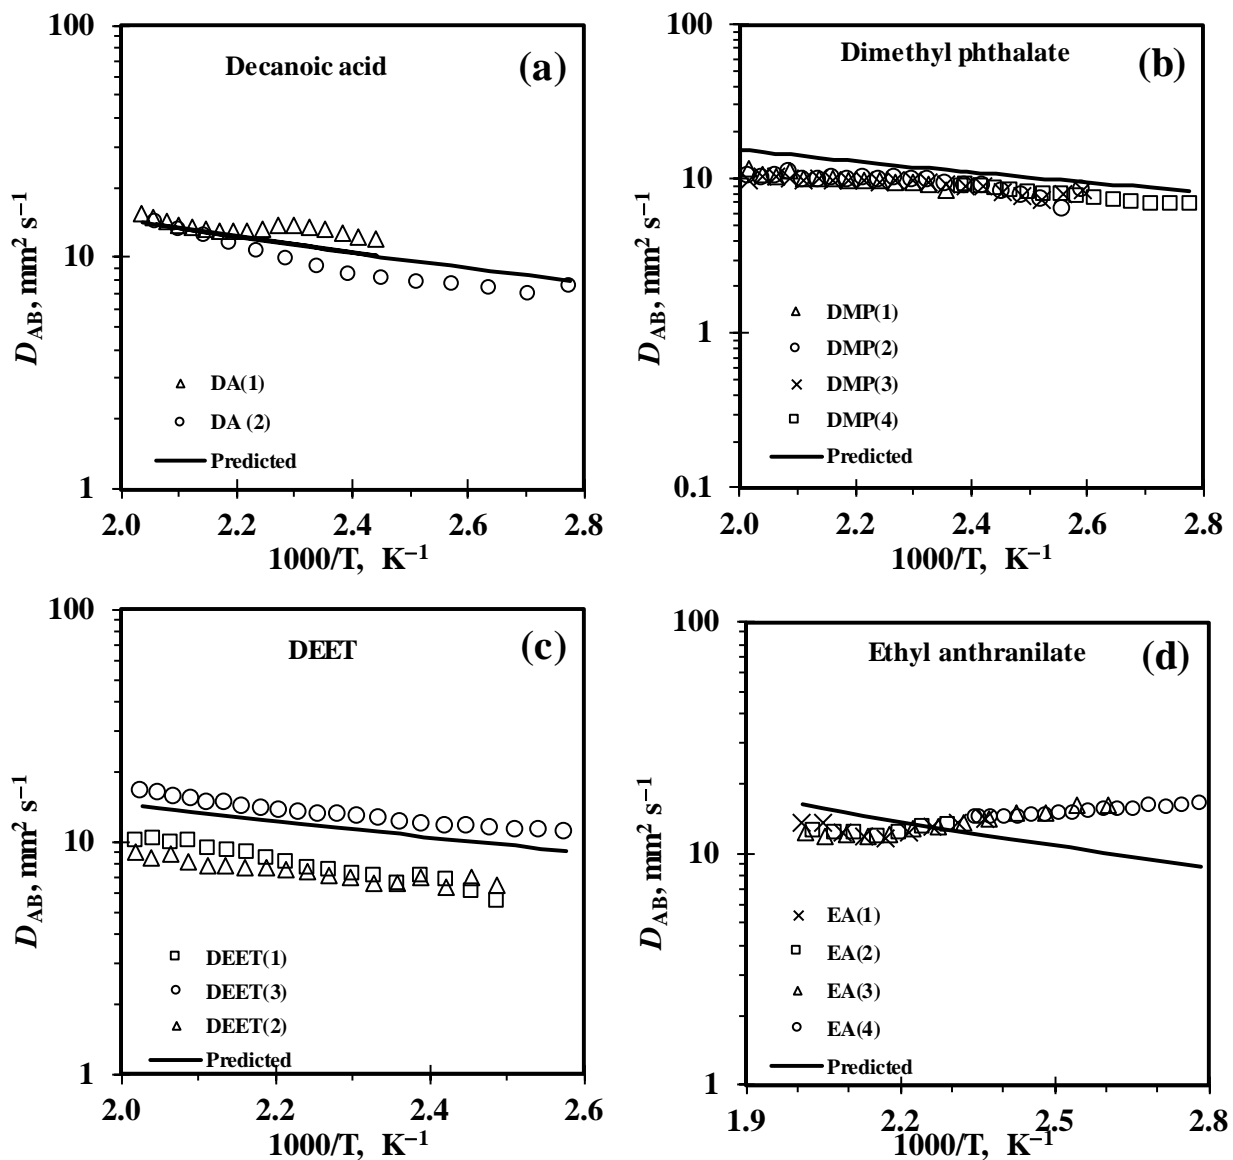 100
Decanoic acid
(a)
10
D_AB, mm² s⁻¹
DA(1)
DA (2)
Predicted
1
2.0 2.2 2.4 2.6 2.8
1000/T, K⁻¹
100
Dimethyl phthalate
(b)
10
D_AB, mm² s⁻¹
1
DMP(1)
DMP(2)
DMP(3)
DMP(4)
Predicted
0.1
2.0 2.2 2.4 2.6 2.8
1000/T, K⁻¹
100
DEET
(c)
10
D_AB, mm² s⁻¹
DEET(1)
DEET(3)
DEET(2)
Predicted
1
2.0 2.2 2.4 2.6
1000/T, K⁻¹
100
Ethyl anthranilate
(d)
10
D_AB, mm² s⁻¹
EA(1)
EA(2)
EA(3)
EA(4)
Predicted
1
1.9 2.2 2.5 2.8
1000/T, K⁻¹